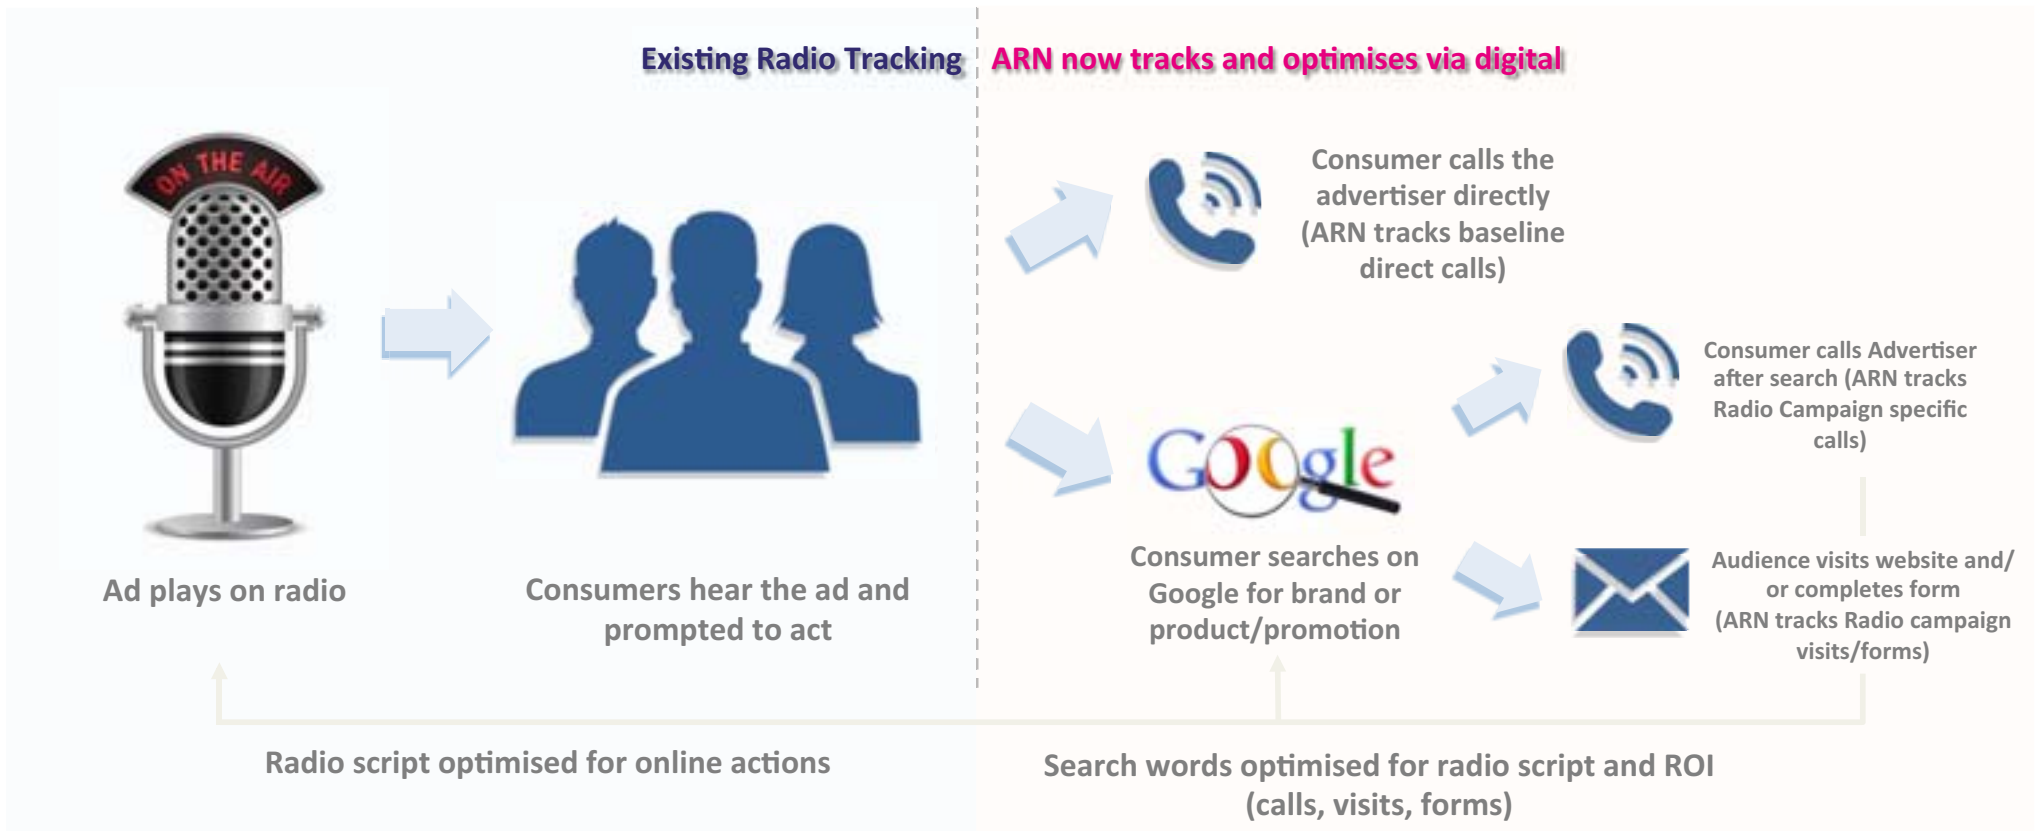 Existing Radio Tracking
ARN now tracks and optimises via digital
ON THE AIR
Ad plays on radio
Consumers hear the ad and
prompted to act
Consumer calls the
advertiser directly
(ARN tracks baseline
direct calls)
Google
Consumer searches on
Google for brand or
product/promotion
Consumer calls Advertiser
after search (ARN tracks
Radio Campaign specific
calls)
Audience visits website and/
or completes form
(ARN tracks Radio campaign
visits/forms)
Radio script optimised for online actions
Search words optimised for radio script and ROI
(calls, visits, forms)